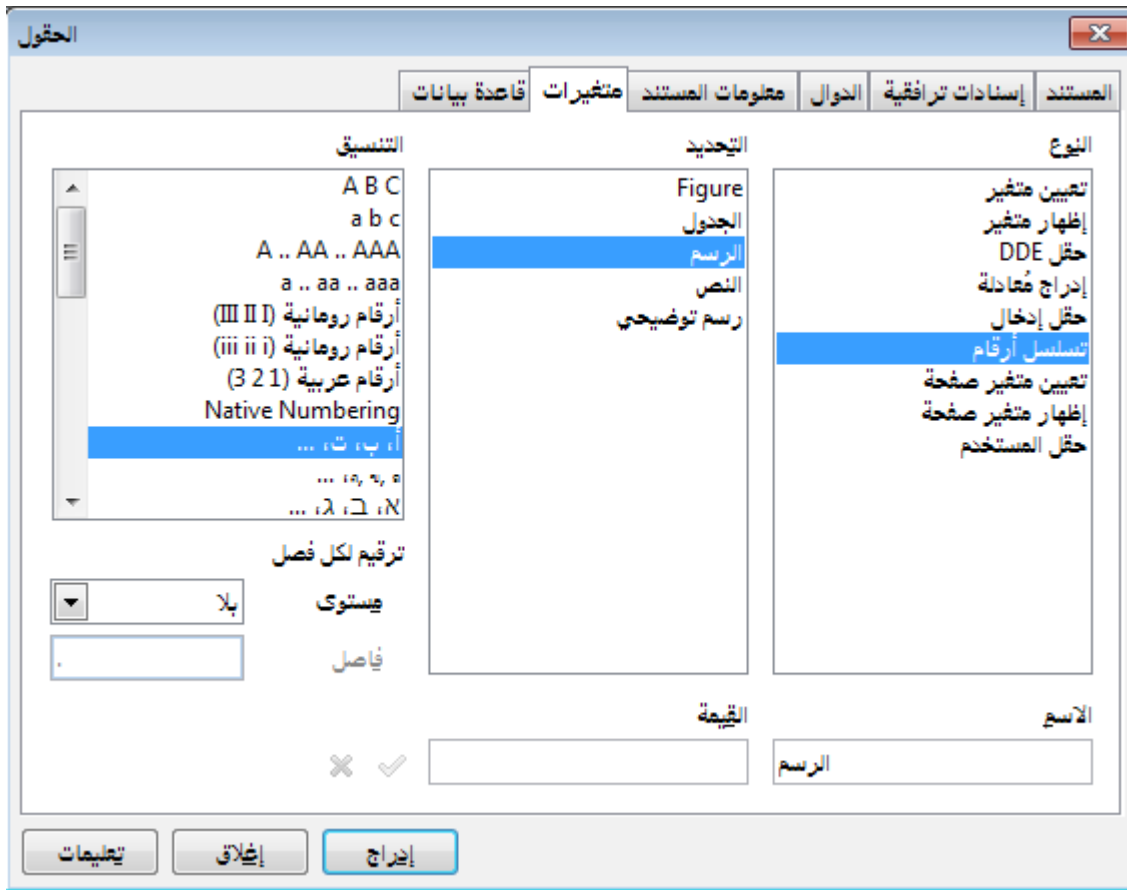 الحقول
المستند
إسنادات ترافقية
الدوال
معلومات المستند
متغيرات
قاعدة بيانات
النوع
تعيين متغير
إظهار متغير
حقل DDE
إدراج مُعادلة
حقل إدخال
تسلسل أرقام
تعيين متغير صفحة
إظهار متغير صفحة
حقل المستخدم
التحديد
Figure
الجدول
الرسم
النص
رسم توضيحي
التنسيق
A B C
a b c
A .. AA .. AAA
a .. aa .. aaa
أرقام رومانية (I II III)
أرقام رومانية (i ii iii)
أرقام عربية (1 2 3)
Native Numbering
أ، ب، ت، ...
א، ב، ג، ...
ترقيم لكل فصل
مستوى
بلا
فاصل
.
الاسم
الرسم
القيمة
إدراج
إغلاق
تعليمات